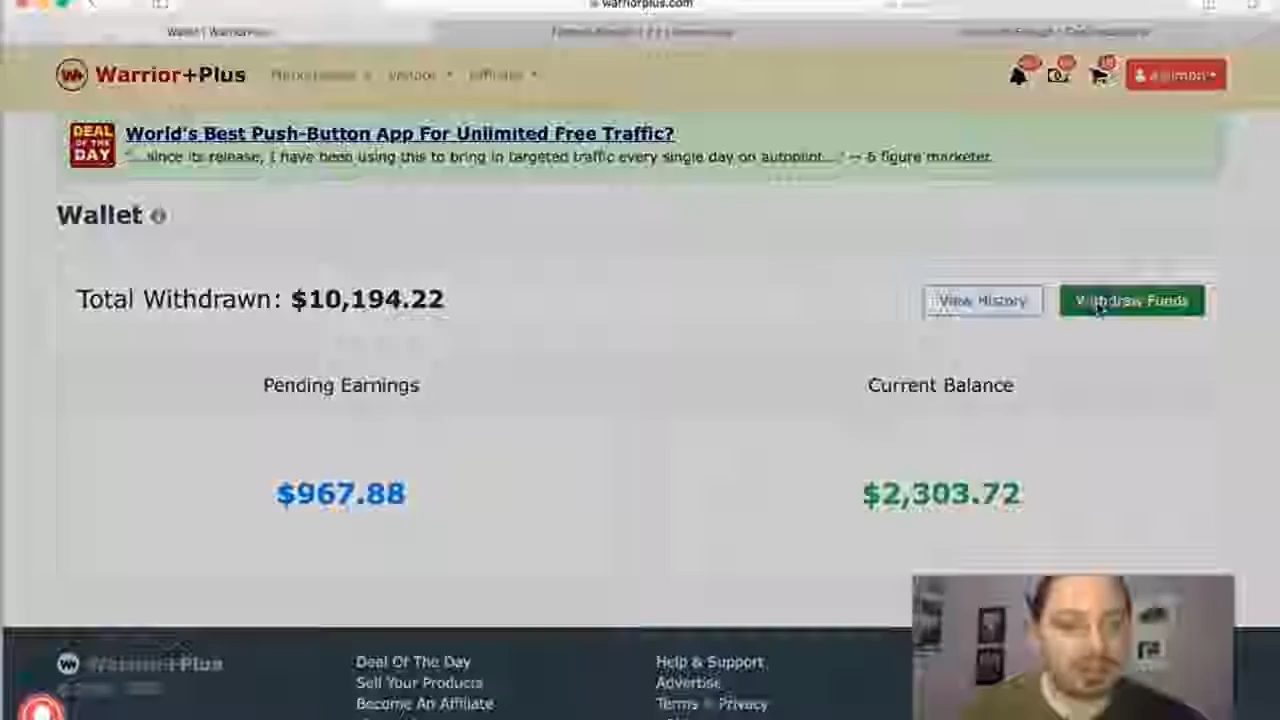 warriorplus.com
Warrior+Plus
World's Best Push-Button App For Unlimited Free Traffic?
DEAL OF THE DAY
"...since its release, I have been using this to bring in targeted traffic every single day on autopilot..." -- 6 figure marketer
Wallet
Total Withdrawn: $10,194.22
View History
Withdraw Funds
Pending Earnings
Current Balance
$967.88
$2,303.72
Warrior+Plus
Deal Of The Day
Help & Support
Sell Your Products
Advertise
Become An Affiliate
Terms + Privacy